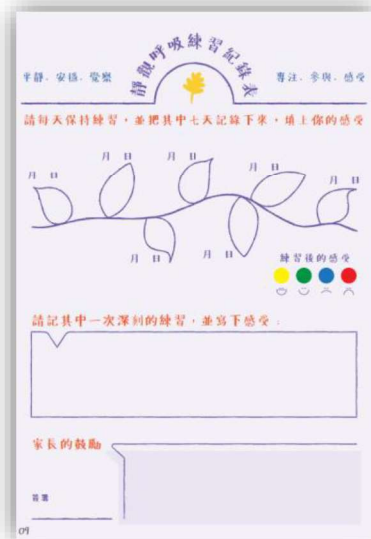 靜觀呼吸練習紀錄表
平靜．安穩．覺樂
專注．參與．感受
請每天保持練習，並把其中七天記錄下來，填上你的感受
月 日
月 日
月 日
月 日
月 日
月 日
月 日
練習後的感受
請記其中一次深刻的練習，並寫下感受：
家長的鼓勵
簽署
09